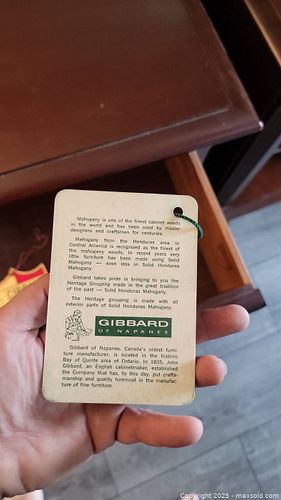 Mahogany is one of the finest cabinet woods
in the world and has been used by master
designers and craftsmen for centuries.
Mahogany from the Honduras area in
Central America is recognized as the finest of
the mahogany woods. In recent years very
little furniture has been made using Solid
Mahogany — even less in Solid Honduras
Mahogany.
Gibbard takes pride in bringing to you the
Heritage Grouping made in the great tradition
of the past — Solid Honduras Mahogany.
The Heritage grouping is made with all
exterior parts of Solid Mahogany.
GIBBARD
OF NAPANEE
Gibbard of Napanee, Canada's oldest furni-
ture manufacturer, is located in the historic
Bay of Quinte area of Ontario. In 1835, John
Gibbard, an English cabinetmaker, established
the Company that has, to this day, put crafts-
manship and quality foremost in the manufac-
ture of fine furniture.
Copyright © 2025 - maxsold.com